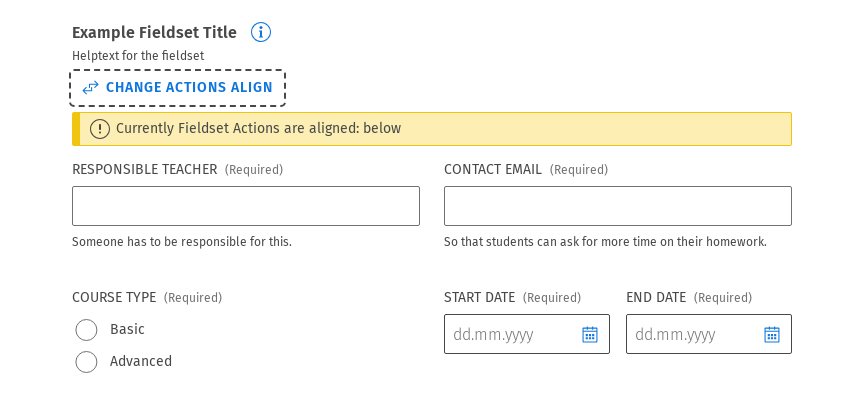 Example Fieldset Title
Helptext for the fieldset
CHANGE ACTIONS ALIGN
Currently Fieldset Actions are aligned: below
RESPONSIBLE TEACHER (Required)
CONTACT EMAIL (Required)
Someone has to be responsible for this.
So that students can ask for more time on their homework.
COURSE TYPE (Required)
START DATE (Required)
END DATE (Required)
Basic
dd.mm.yyyy
dd.mm.yyyy
Advanced